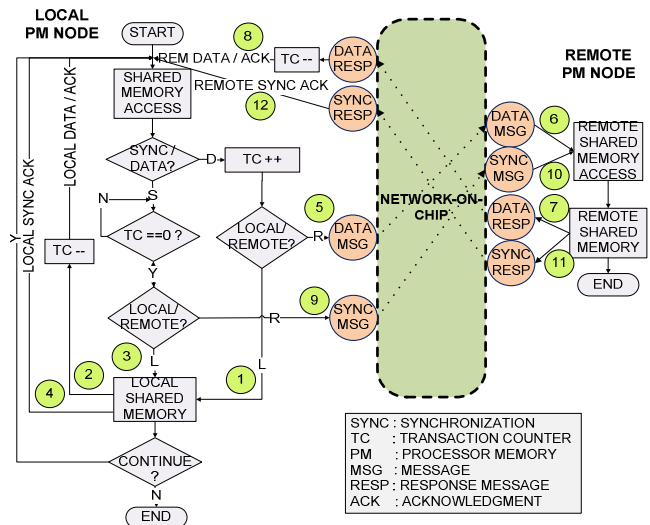 LOCAL
PM NODE
START
8
REM DATA / ACK
TC --
DATA
RESP
REMOTE SYNC ACK
12
SYNC
RESP
SHARED
MEMORY
ACCESS
SYNC /
DATA?
D
TC ++
S
N
TC ==0 ?
Y
LOCAL/
REMOTE?
R
5
DATA
MSG
LOCAL/
REMOTE?
R
9
SYNC
MSG
L
L
1
2
3
4
LOCAL
SHARED
MEMORY
CONTINUE
?
N
END
Y
LOCAL SYNC ACK
LOCAL DATA / ACK
TC --
NETWORK-ON-
CHIP
REMOTE
PM NODE
DATA
MSG
6
SYNC
MSG
10
REMOTE
SHARED
MEMORY
ACCESS
DATA
RESP
7
SYNC
RESP
11
REMOTE
SHARED
MEMORY
END
SYNC : SYNCHRONIZATION
TC : TRANSACTION COUNTER
PM : PROCESSOR MEMORY
MSG : MESSAGE
RESP : RESPONSE MESSAGE
ACK : ACKNOWLEDGMENT